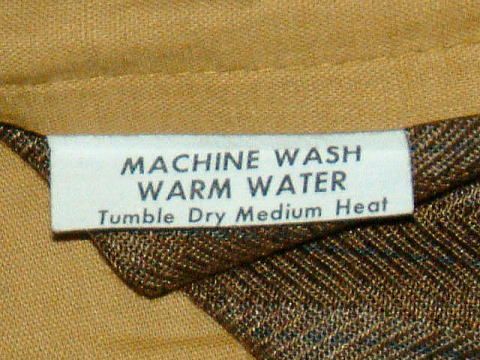 MACHINE WASH
WARM WATER
Tumble Dry Medium Heat